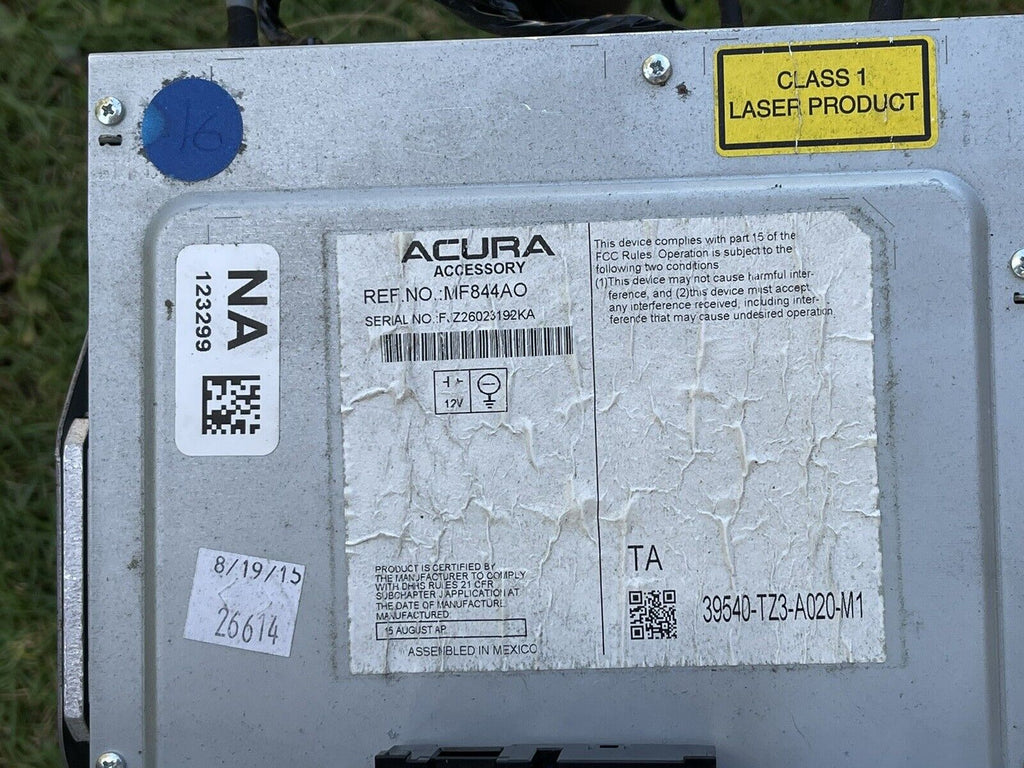 16
CLASS 1
LASER PRODUCT
NA
123299
ACURA
ACCESSORY
REF.NO.:MF844AO
SERIAL NO
12V
This device complies with part 15 of the
FCC Rules. Operation is subject to the
following two conditions
(1)This device may not cause harmful inter-
ference, and (2)this device must accept
any interference received, including inter-
ference that may cause undesired operation
PRODUCT IS CERTIFIED BY
THE MANUFACTURER TO COMPLY
WITH DHHS RULES 21 CFR
SUBCHAPTER J APPLICATION AT
THE DATE OF MANUFACTURE.
MANUFACTURED:
15 AUGUST AP
ASSEMBLED IN MEXICO
TA
39540-TZ3-A020-M1
8/19/15
26614